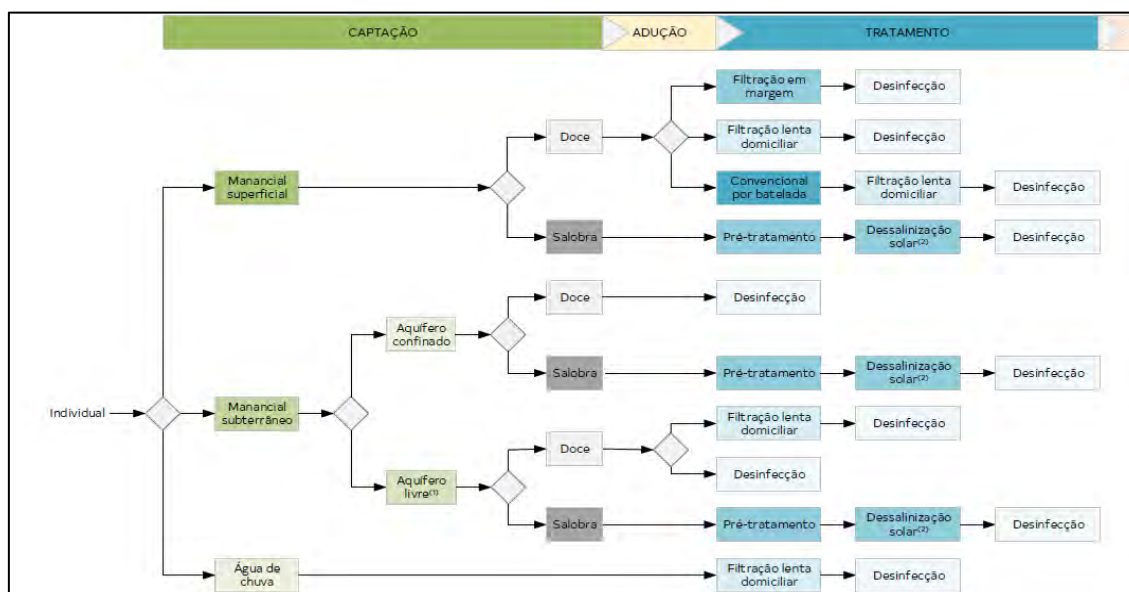 CAPTAÇÃO
ADUÇÃO
TRATAMENTO
Filtração em
margem
Desinfecção
Doce
Filtração lenta
domiciliar
Desinfecção
Manancial
superficial
Convencional
por batelada
Filtração lenta
domiciliar
Desinfecção
Salobra
Pré-tratamento
Dessalinização
solar⁽²⁾
Desinfecção
Doce
Desinfecção
Aquífero
confinado
Salobra
Pré-tratamento
Dessalinização
solar⁽²⁾
Desinfecção
Individual
Manancial
subterrâneo
Filtração lenta
domiciliar
Desinfecção
Doce
Desinfecção
Aquífero
livre⁽¹⁾
Salobra
Pré-tratamento
Dessalinização
solar⁽²⁾
Desinfecção
Água de
chuva
Filtração lenta
domiciliar
Desinfecção